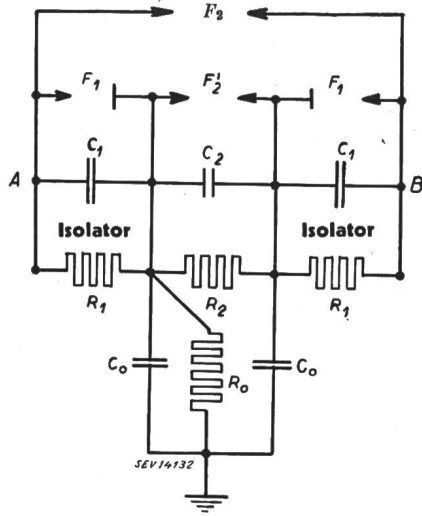 F₂
F₁ F₂' F₁
C₁ C₂ C₁
A B
Isolator Isolator
R₁ R₂ R₁
C₀ R₀ C₀
SEV14132